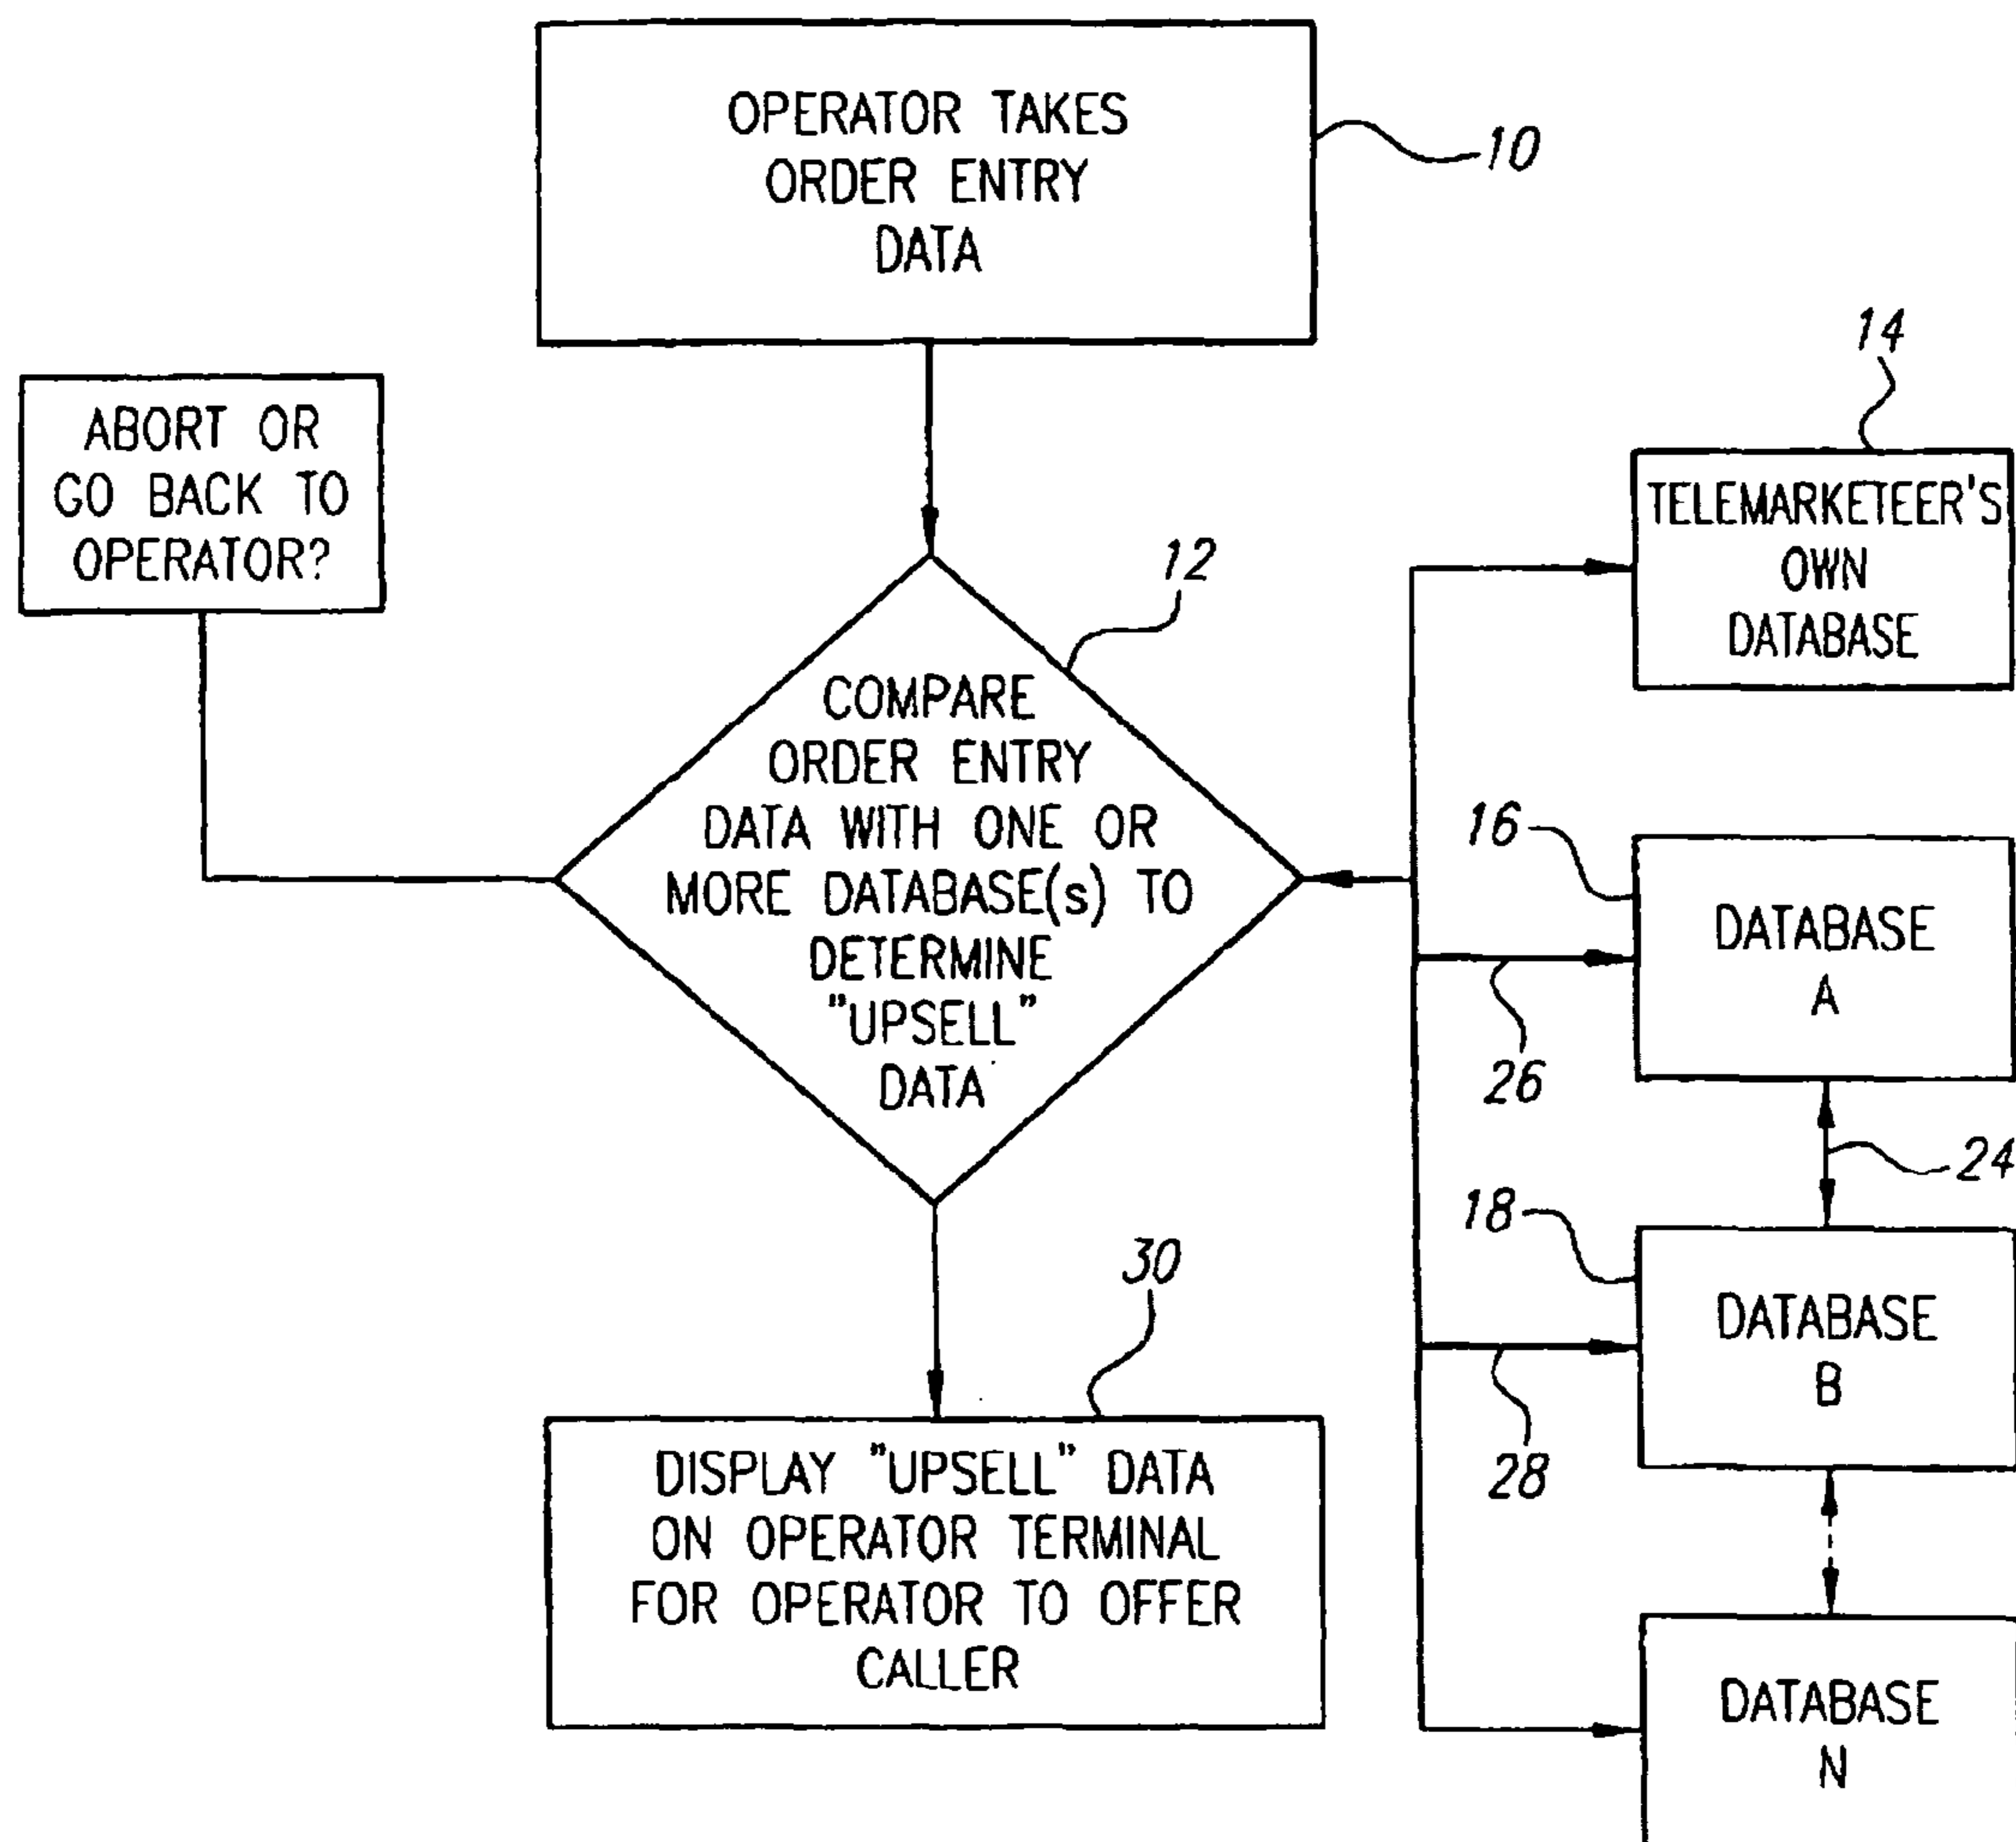 OPERATOR TAKES
ORDER ENTRY
DATA
10
ABORT OR
GO BACK TO
OPERATOR?
12
COMPARE
ORDER ENTRY
DATA WITH ONE OR
MORE DATABASE(s) TO
DETERMINE
"UPSELL"
DATA
14
TELEMARKETEER'S
OWN
DATABASE
16
DATABASE
A
26
24
18
DATABASE
B
28
30
DISPLAY "UPSELL" DATA
ON OPERATOR TERMINAL
FOR OPERATOR TO OFFER
CALLER
DATABASE
N